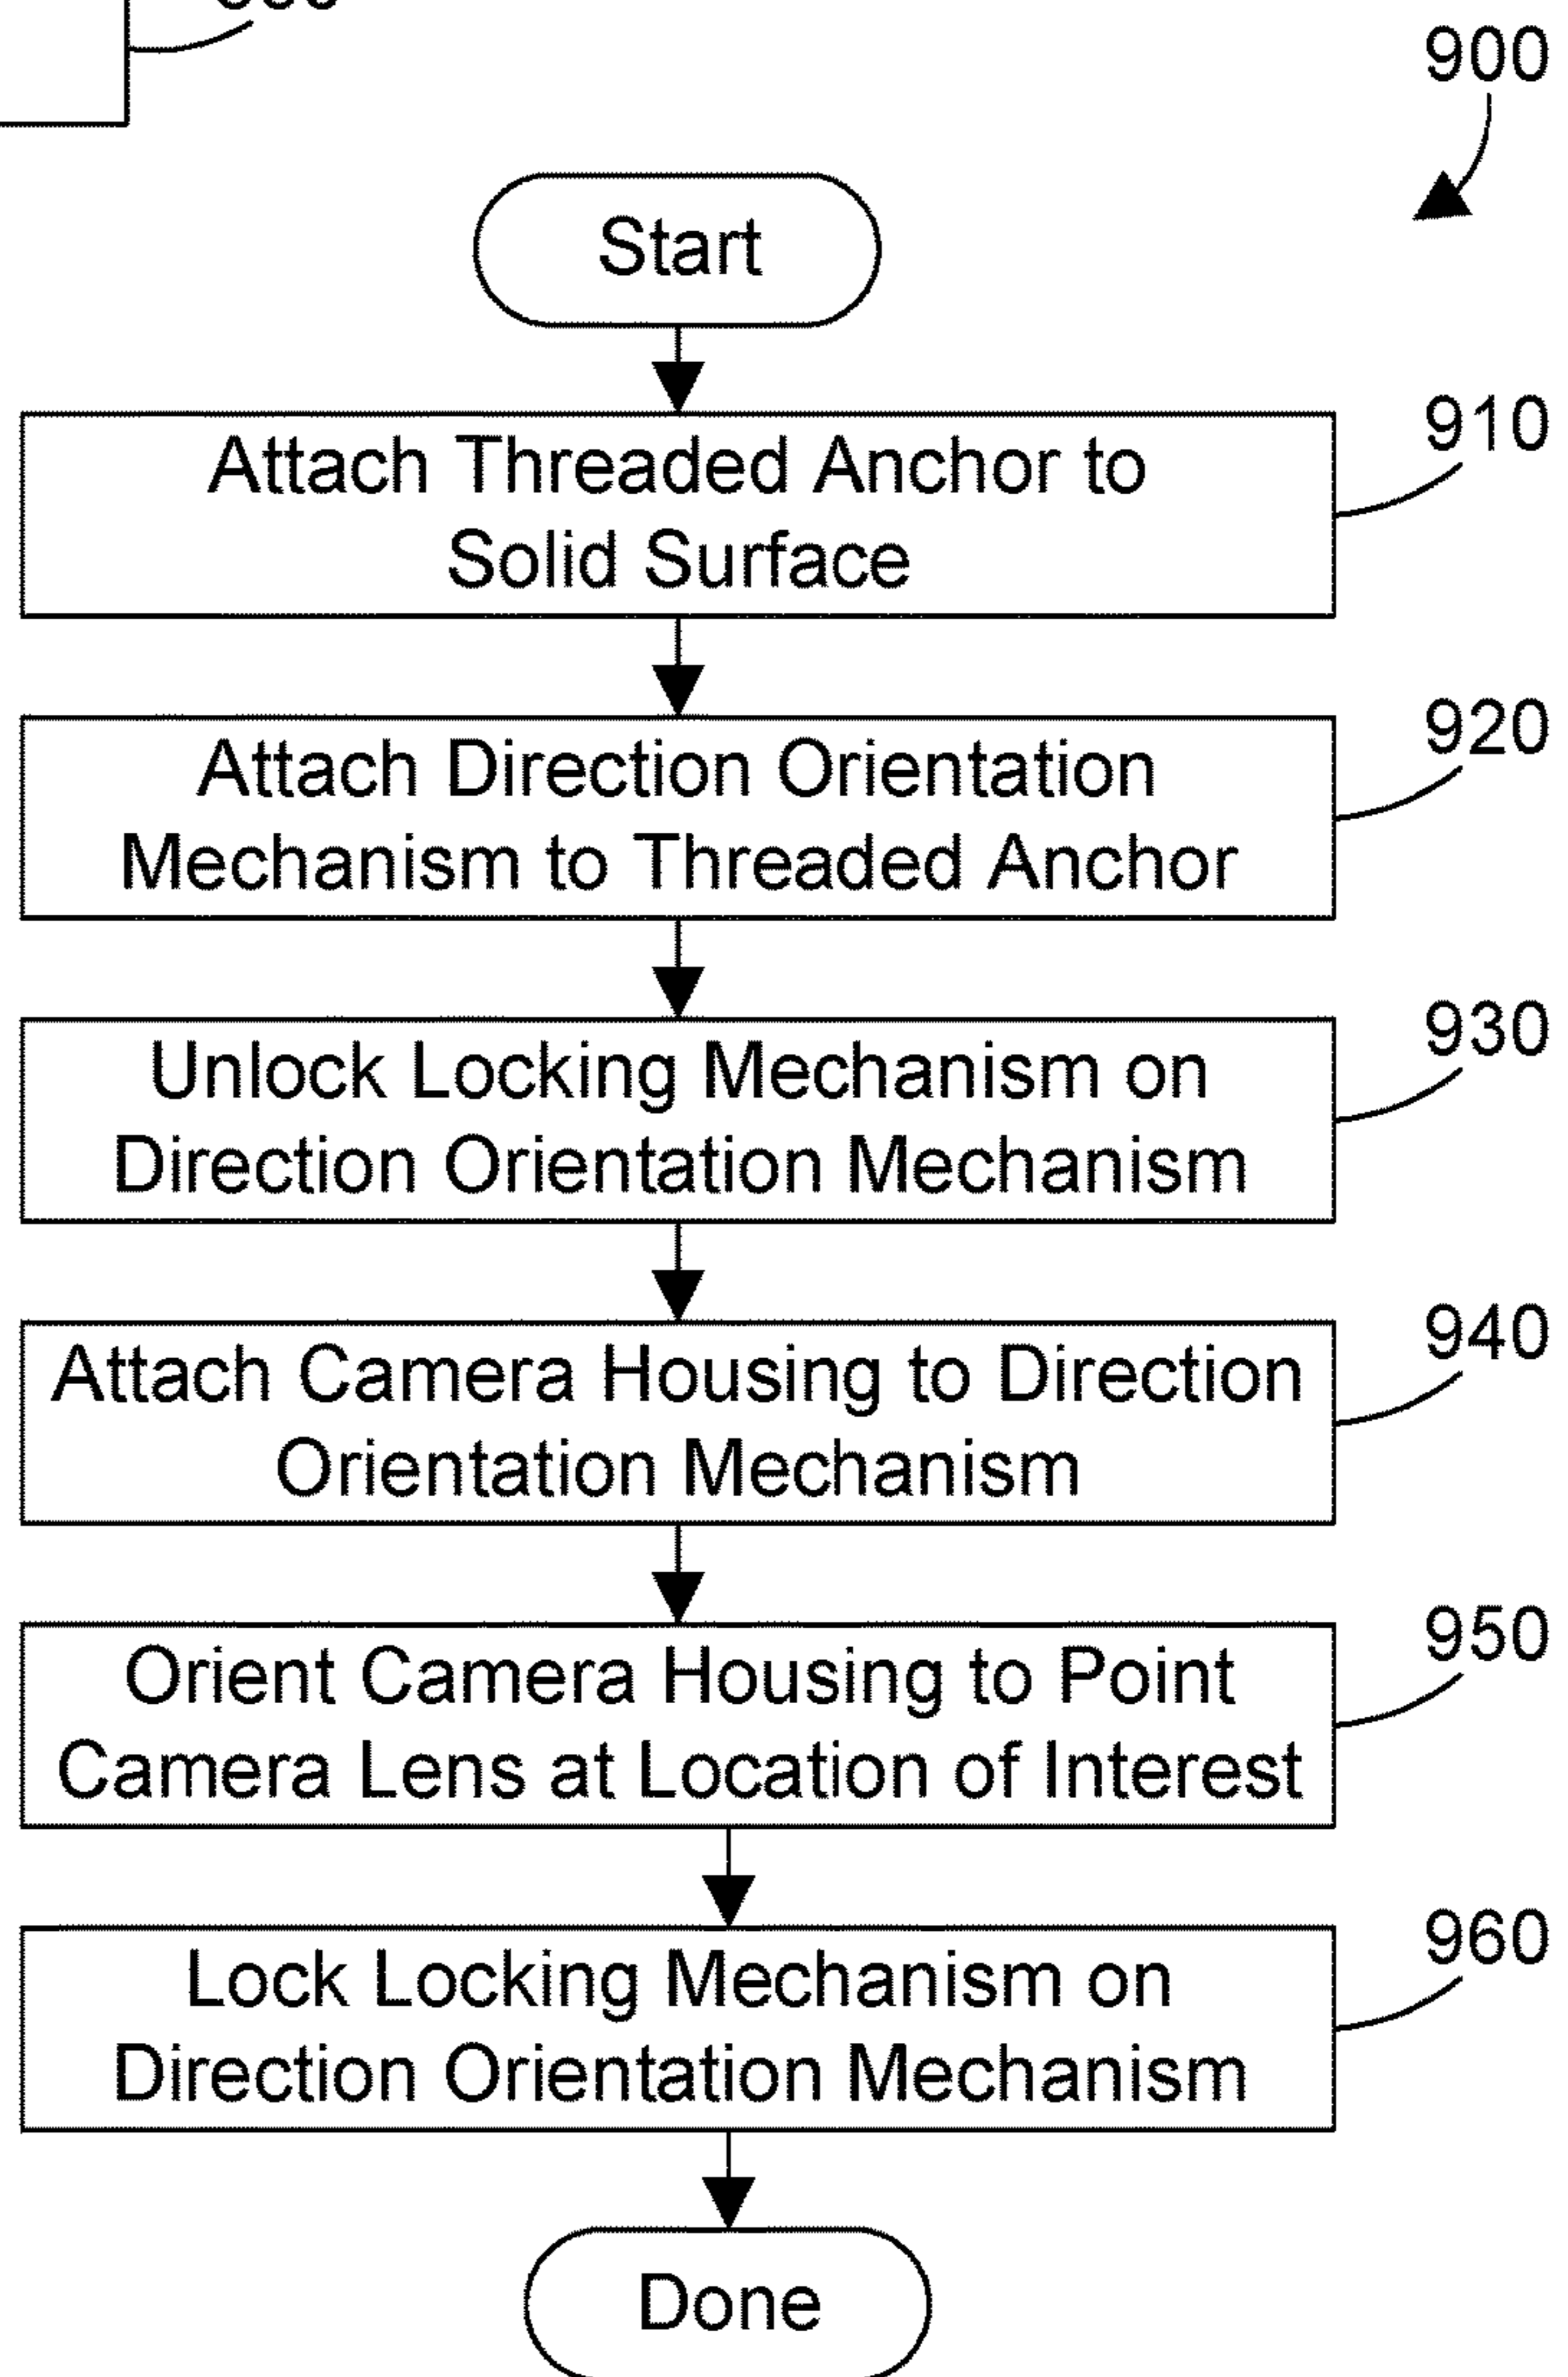 900
Start
910
Attach Threaded Anchor to
Solid Surface
920
Attach Direction Orientation
Mechanism to Threaded Anchor
930
Unlock Locking Mechanism on
Direction Orientation Mechanism
940
Attach Camera Housing to Direction
Orientation Mechanism
950
Orient Camera Housing to Point
Camera Lens at Location of Interest
960
Lock Locking Mechanism on
Direction Orientation Mechanism
Done